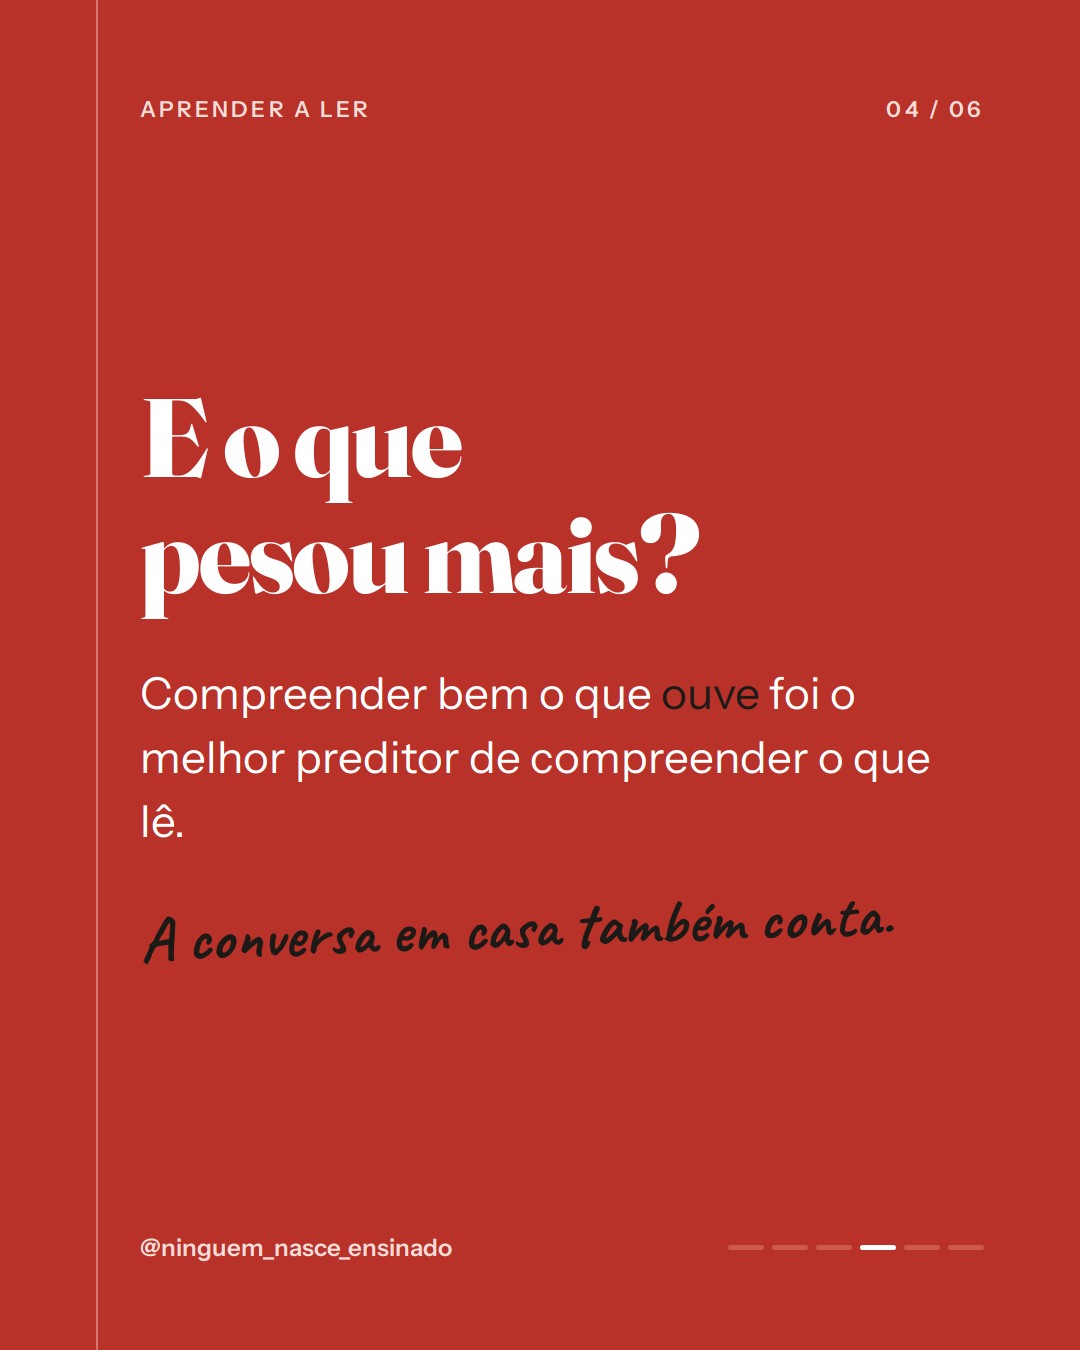 APRENDER A LER
04 / 06
E o que
pesou mais?
Compreender bem o que ouve foi o
melhor preditor de compreender o que
lê.
A conversa em casa também conta.
@ninguem_nasce_ensinado